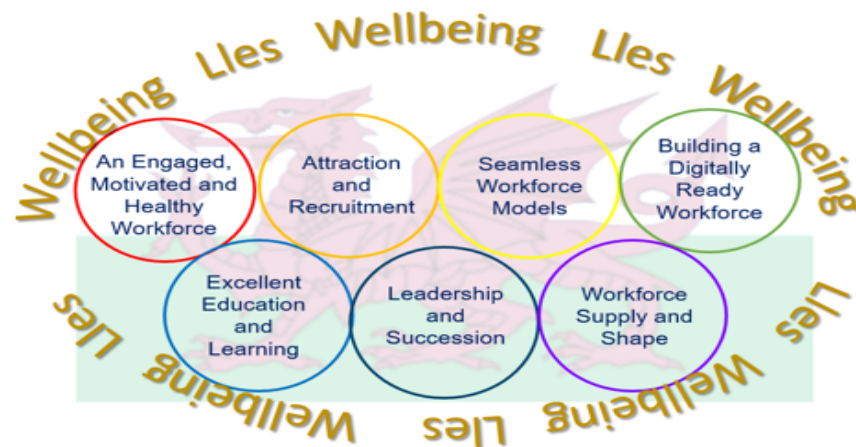 Wellbeing Lles Wellbeing Lles Wellbeing
An Engaged,
Motivated and
Healthy
Workforce
Attraction
and
Recruitment
Seamless
Workforce
Models
Building a
Digitally
Ready
Workforce
Excellent
Education
and
Learning
Leadership
and
Succession
Workforce
Supply and
Shape
Lles Wellbeing Lles Wellbeing Lles